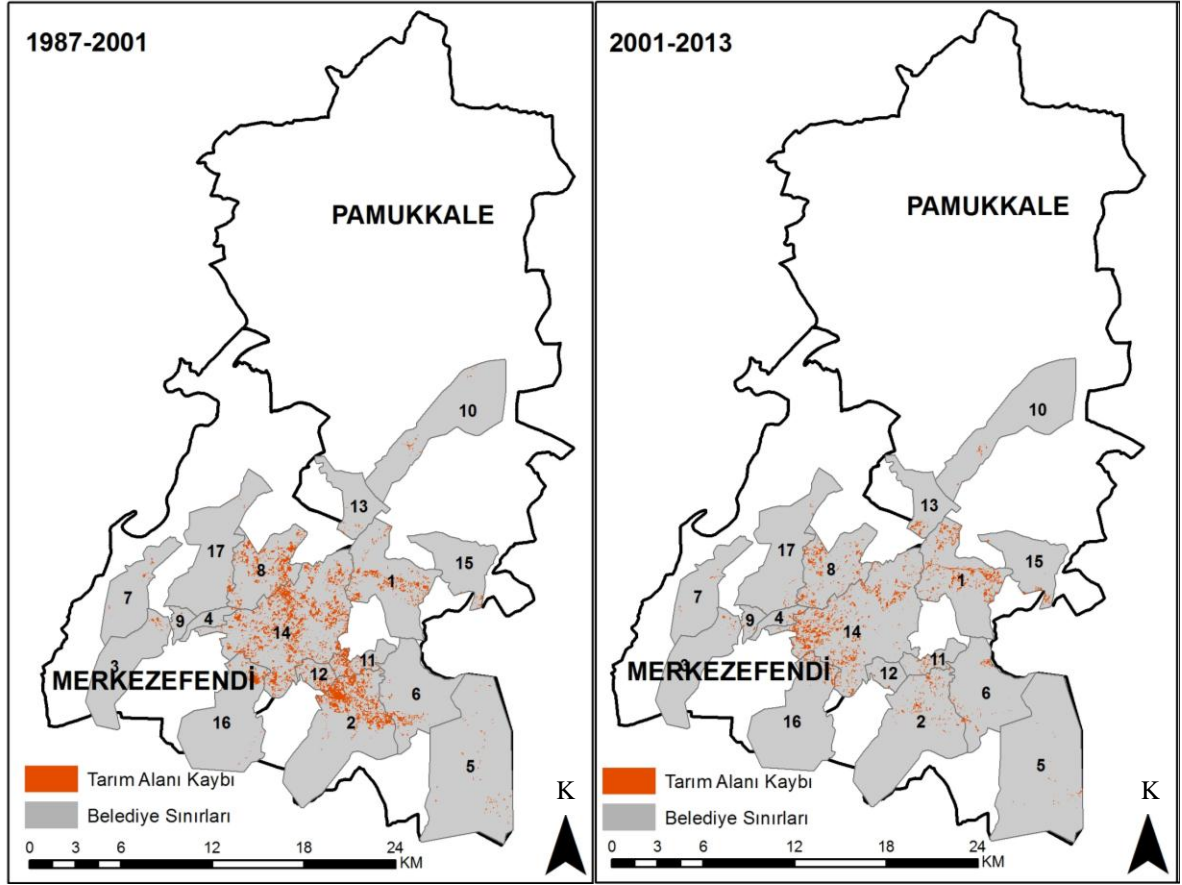 1987-2001
PAMUKKALE
10
13
17
8
1
15
7
9
4
14
3
MERKEZEFENDİ
12
11
6
16
2
5
Tarım Alanı Kaybı
Belediye Sınırları
K
0 3 6 12 18 24
KM
2001-2013
PAMUKKALE
10
13
17
8
1
15
7
9
4
14
3
MERKEZEFENDİ
12
11
6
16
2
5
Tarım Alanı Kaybı
Belediye Sınırları
K
0 3 6 12 18 24
KM